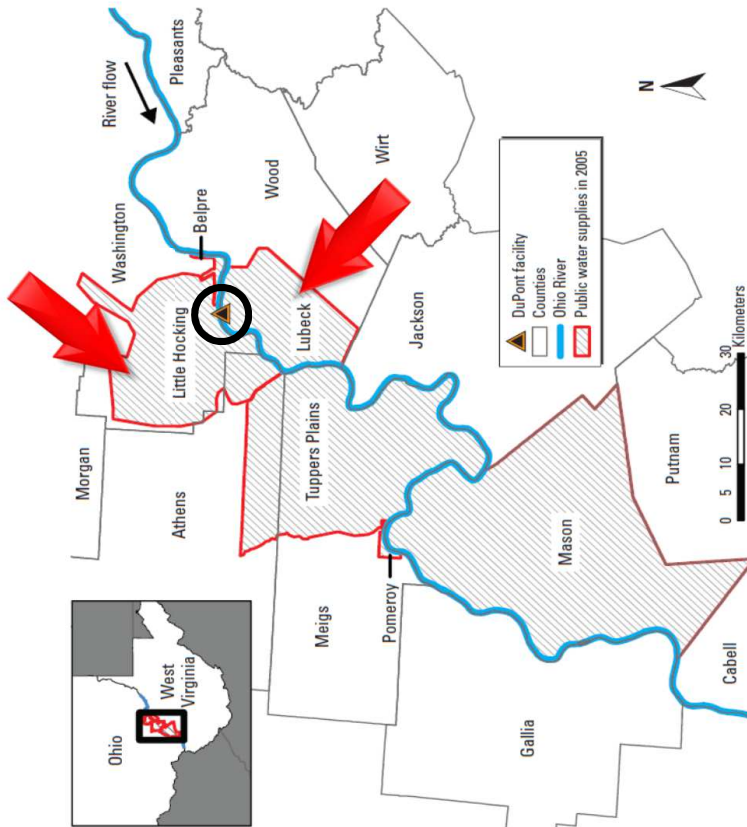 River flow
Pleasants
Washington
Belpre
Wood
Wirt
Little Hocking
Lubeck
Jackson
Morgan
Athens
Tuppers Plains
Meigs
Pomeroy
Mason
Putnam
Gallia
Cabell
Ohio
West
Virginia
N
DuPont facility
Counties
Ohio River
Public water supplies in 2005
0 5 10 20 30
Kilometers